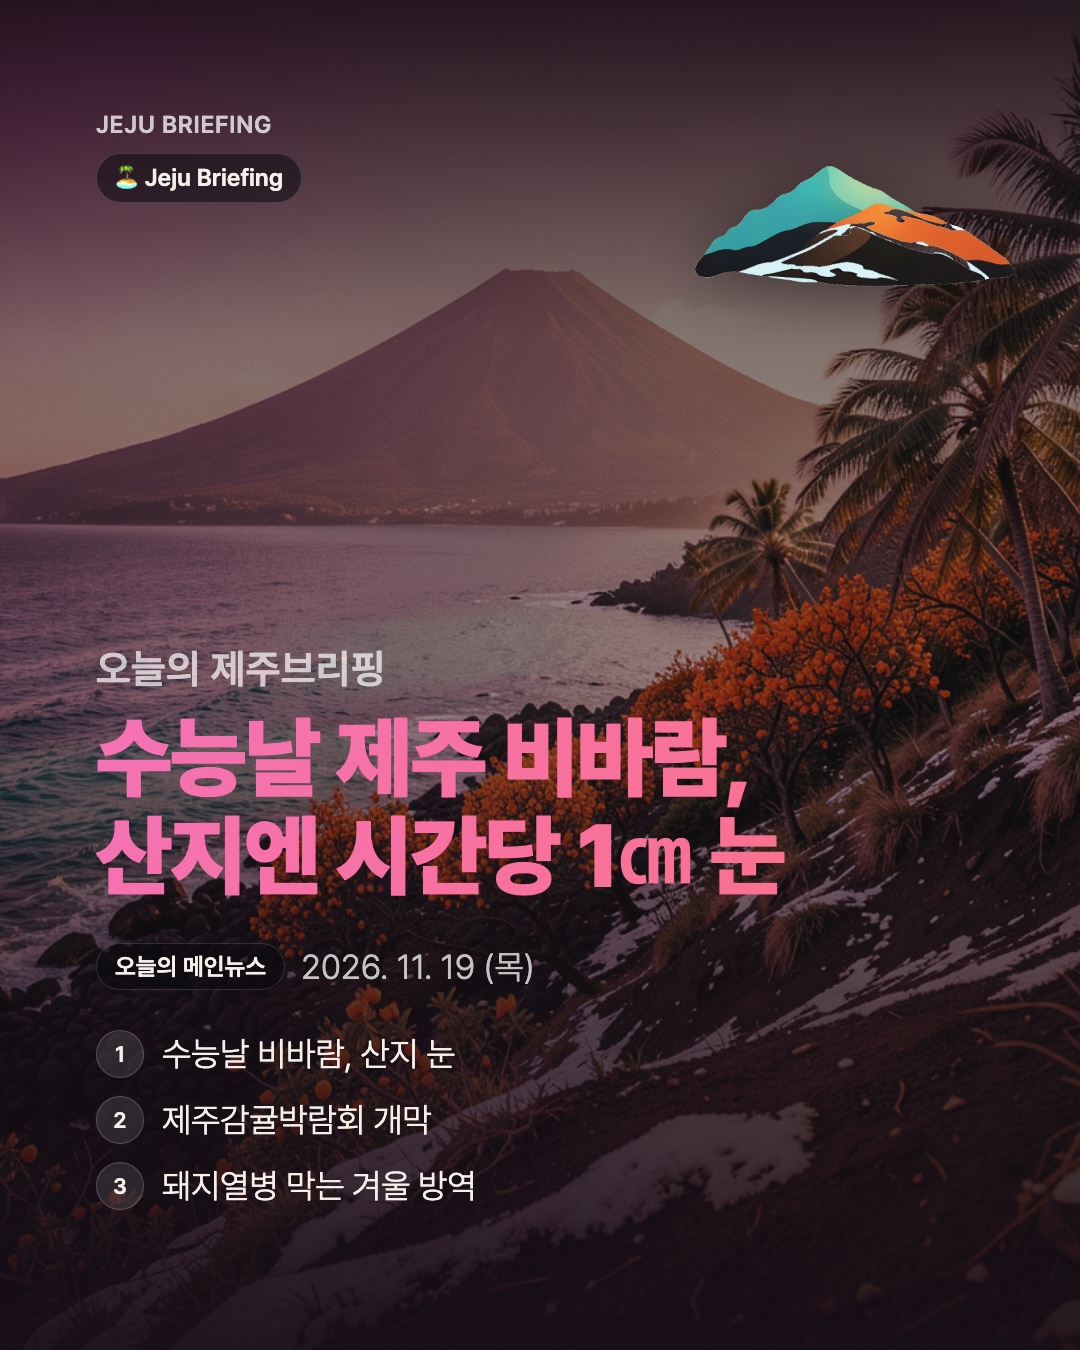 JEJU BRIEFING
🏝️ Jeju Briefing
오늘의 제주브리핑
수능날 제주 비바람,
산지엔 시간당 1㎝ 눈
오늘의 메인뉴스 2026. 11. 19 (목)
1 수능날 비바람, 산지 눈
2 제주감귤박람회 개막
3 돼지열병 막는 겨울 방역